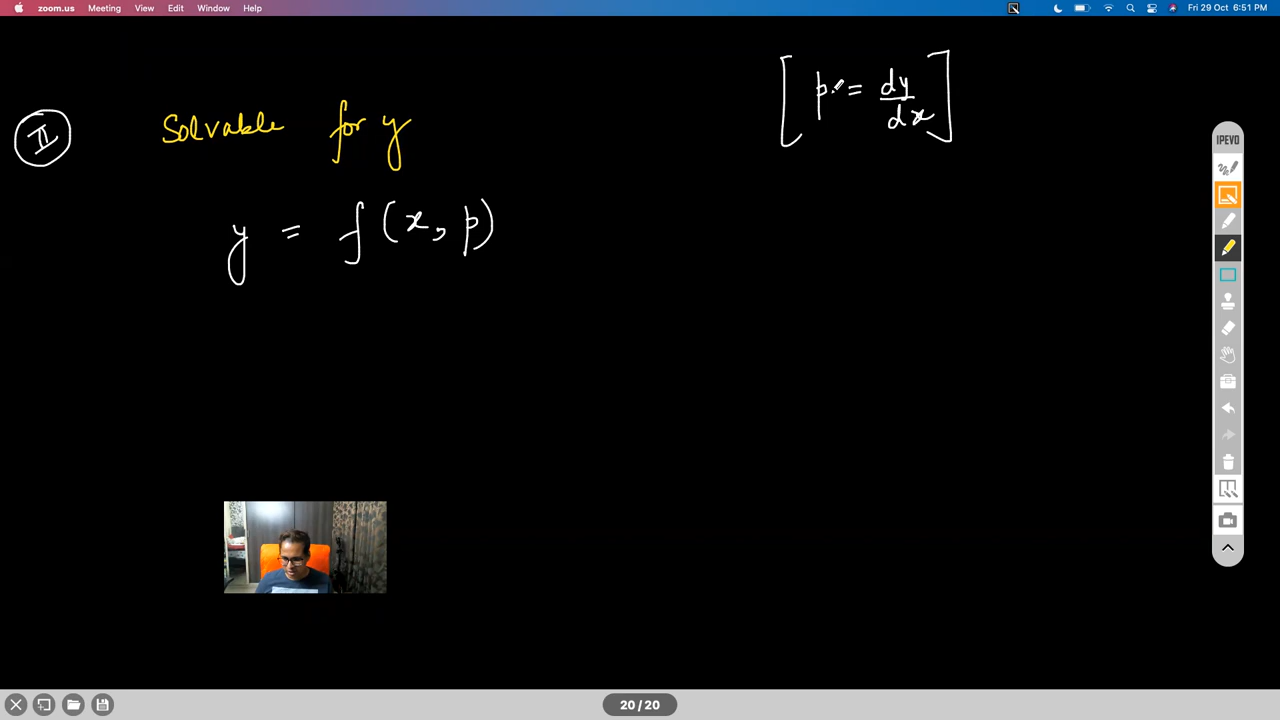 zoom.us Meeting View Edit Window Help Fri 29 Oct 6:51 PM
[p = dy/dx]
II Solvable for y
y = f(x, p)
IPEVO
20 / 20